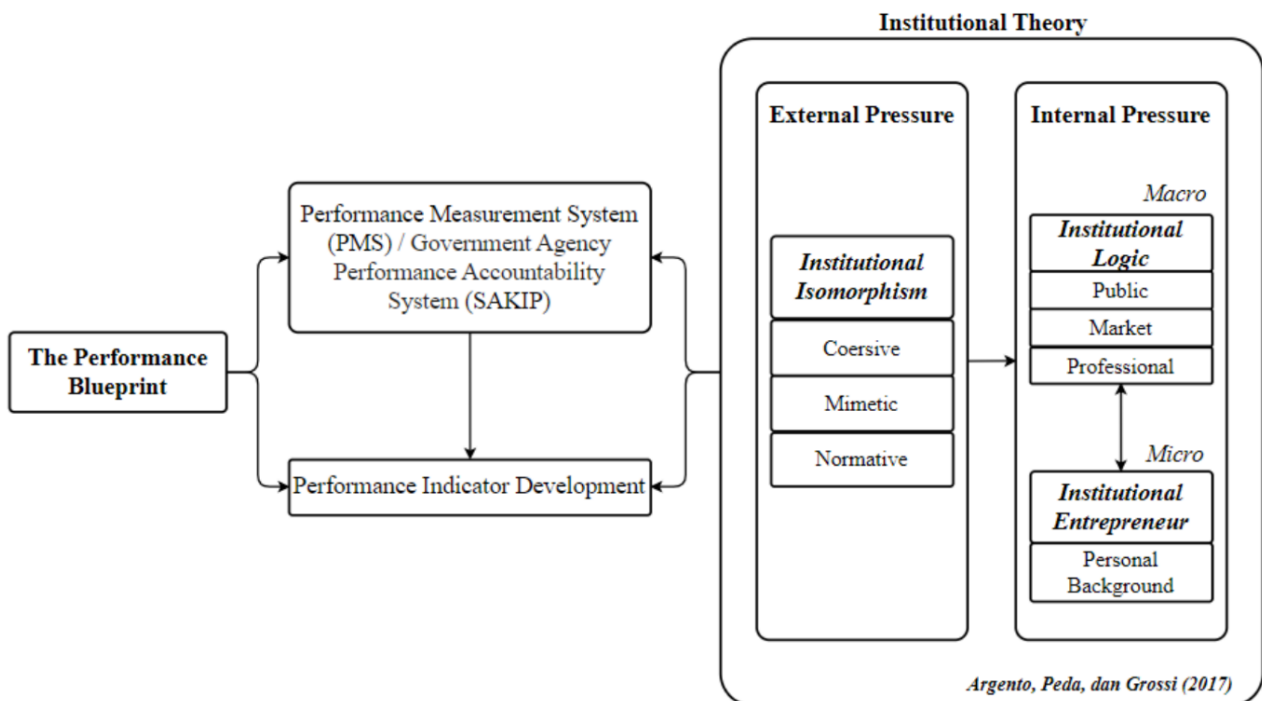 Institutional Theory
External Pressure
Internal Pressure
Performance Measurement System
(PMS) / Government Agency
Performance Accountability
System (SAKIP)
Macro
Institutional
Logic
Public
Market
Professional
Institutional
Isomorphism
Coersive
Mimetic
Normative
The Performance
Blueprint
Micro
Institutional
Entrepreneur
Personal
Background
Performance Indicator Development
Argento, Peda, dan Grossi (2017)